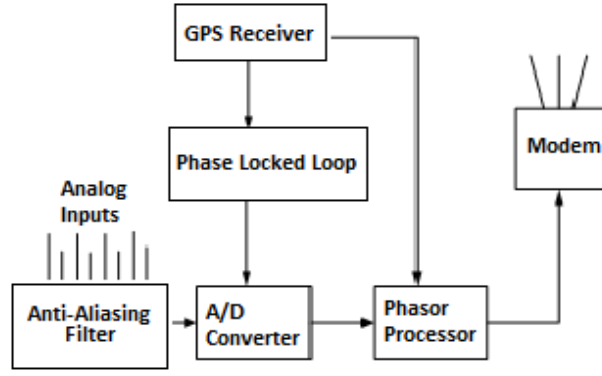 GPS Receiver
Phase Locked Loop
Modem
Analog
Inputs
Anti-Aliasing
Filter
A/D
Converter
Phasor
Processor